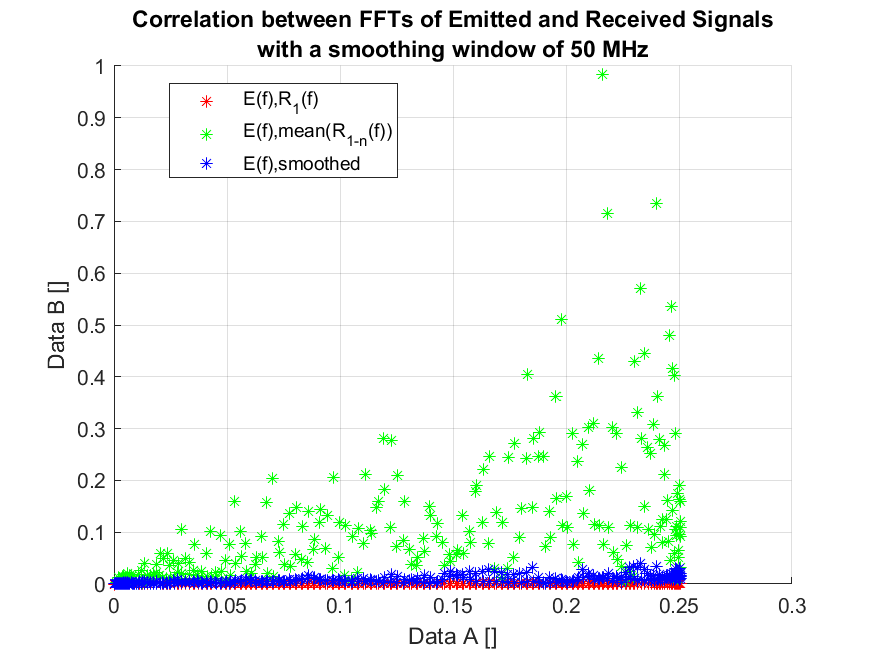 Correlation between FFTs of Emitted and Received Signals
with a smoothing window of 50 MHz
1
E(f),R1(f)
0.9
E(f),mean(R1-n(f))
E(f),smoothed
0.8
0.7
0.6
Data B []
0.5
0.4
0.3
0.2
0.1
0
0 0.05 0.1 0.15 0.2 0.25 0.3
Data A []